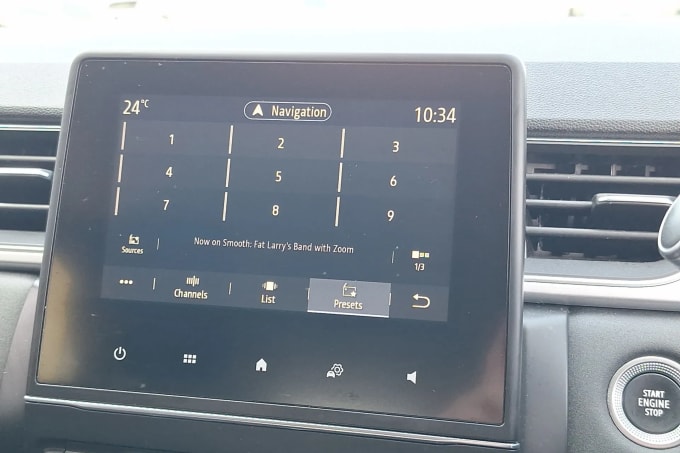 24°C
Navigation
10:34
1 2 3
4 5 6
7 8 9
Sources
Now on Smooth: Fat Larry's Band with Zoom
1/3
Channels
List
Presets
START
ENGINE
STOP